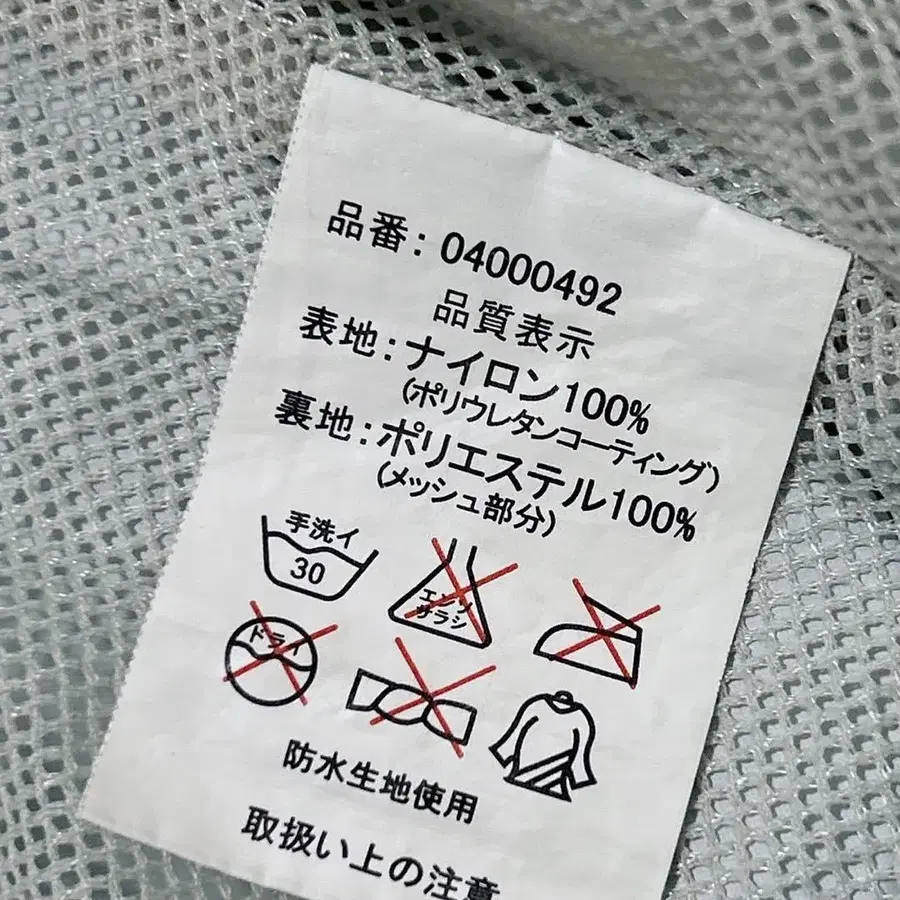 品番：04000492
品質表示
表地：ナイロン100%
(ポリウレタンコーティング)
裏地：ポリエステル100%
(メッシュ部分)
手洗イ
30
エンソ
サラシ
ドライ
防水生地使用
取扱い上の注意